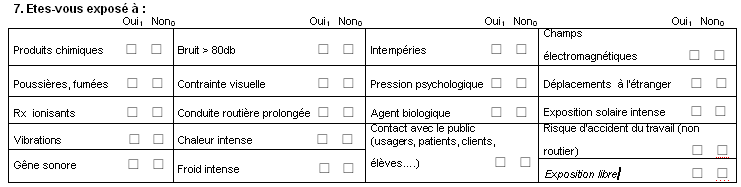 7. Etes-vous exposé à :
Oui₁ Non₀ Oui₁ Non₀ Oui₁ Non₀ Oui₁ Non₀
Produits chimiques ☐ ☐ Bruit > 80db ☐ ☐ Intempéries ☐ ☐ Champs
électromagnétiques ☐ ☐
Poussières, fumées ☐ ☐ Contrainte visuelle ☐ ☐ Pression psychologique ☐ ☐ Déplacements à l'étranger ☐ ☐
Rx ionisants ☐ ☐ Conduite routière prolongée ☐ ☐ Agent biologique ☐ ☐ Exposition solaire intense ☐ ☐
Vibrations ☐ ☐ Chaleur intense ☐ ☐ Contact avec le public
(usagers, patients, clients,
élèves....) ☐ ☐ Risque d'accident du travail (non
routier) ☐ ☐
Gêne sonore ☐ ☐ Froid intense ☐ ☐ Exposition libre ☐ ☐